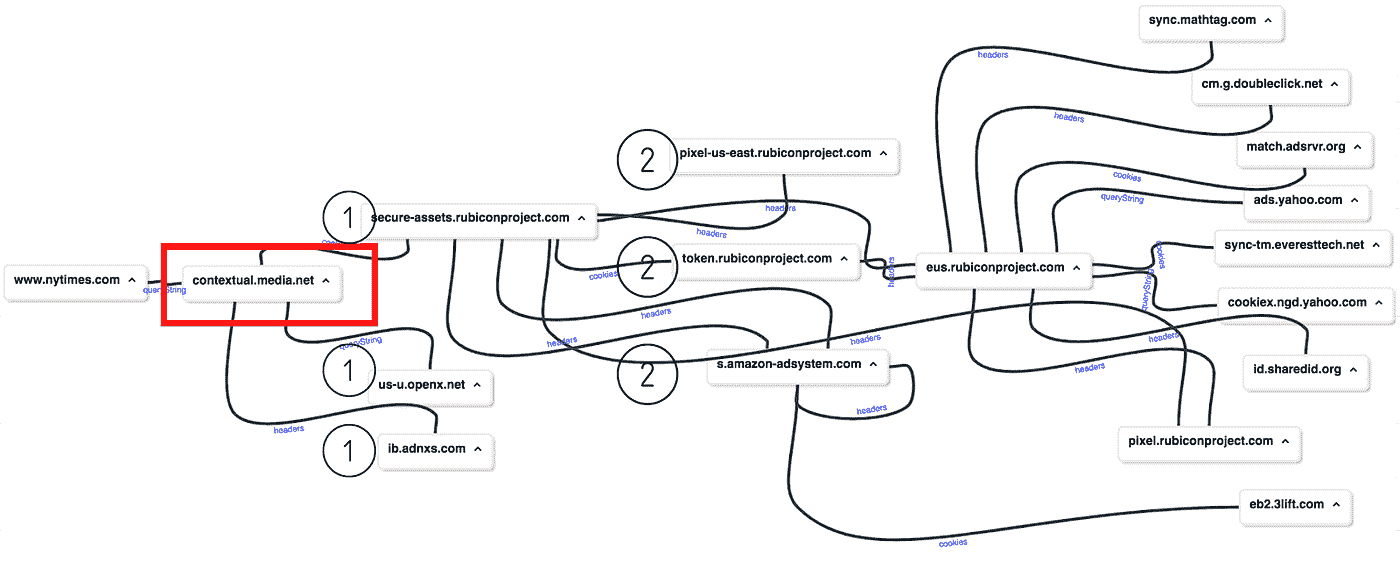 sync.mathtag.com
headers
cm.g.doubleclick.net
headers
2
pixel-us-east.rubiconproject.com
match.adsrvr.org
cookies
1
secure-assets.rubiconproject.com
headers
headers
queryString
ads.yahoo.com
sync-tm.everesttech.net
cookies
www.nytimes.com
queryString
contextual.media.net
cookies
2
token.rubiconproject.com
headers
eus.rubiconproject.com
queryString
cookiex.ngd.yahoo.com
headers
queryString
headers
headers
headers
1
us-u.openx.net
2
s.amazon-adsystem.com
headers
id.sharedid.org
headers
headers
1
ib.adnxs.com
pixel.rubiconproject.com
eb2.3lift.com
cookies